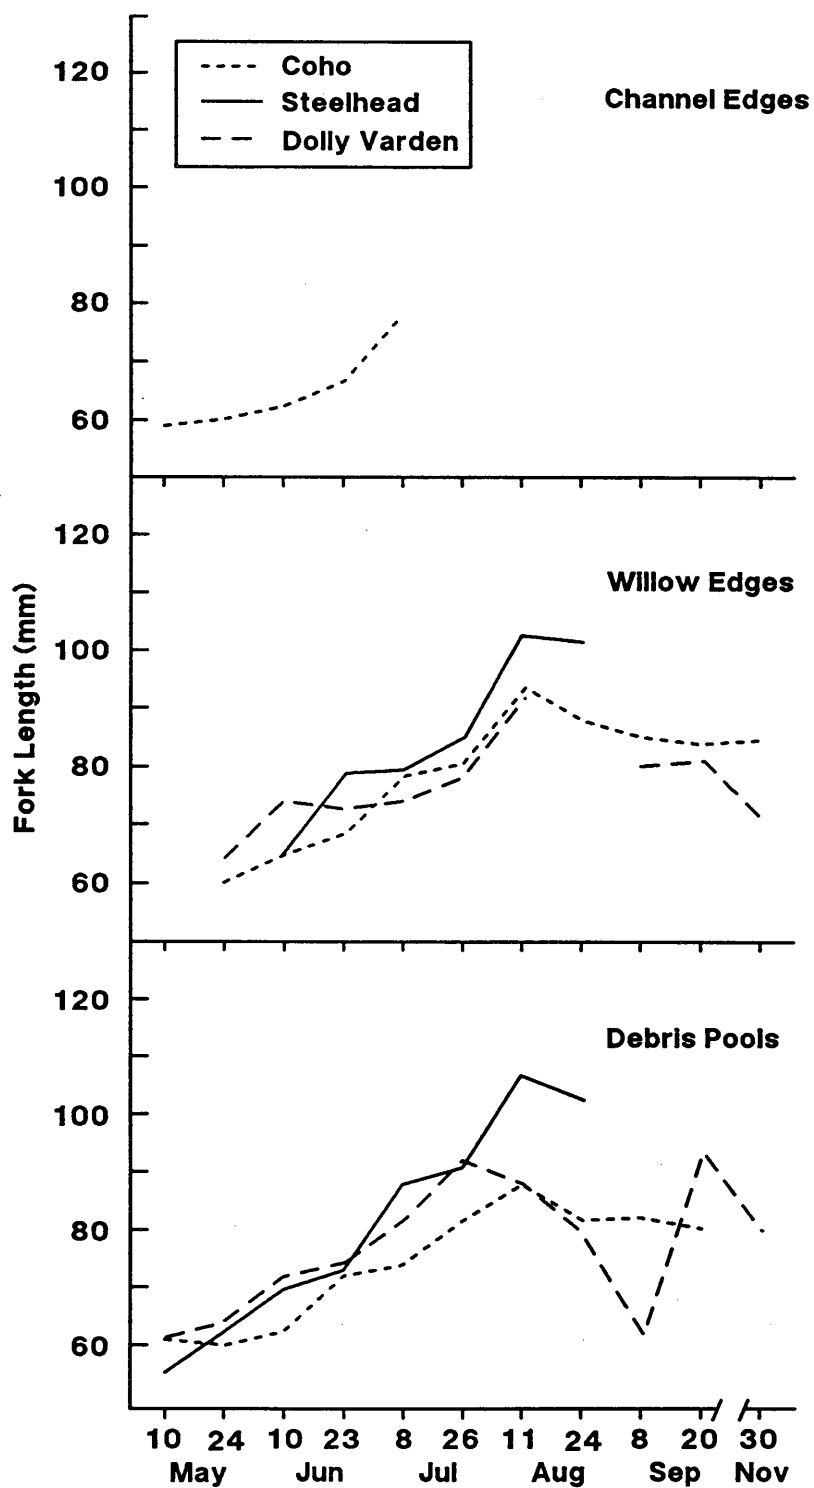 Coho
Steelhead
Dolly Varden
Channel Edges
120
100
80
60
Willow Edges
120
100
80
60
Fork Length (mm)
Debris Pools
120
100
80
60
10 24 10 23 8 26 11 24 8 20 30
May Jun Jul Aug Sep Nov